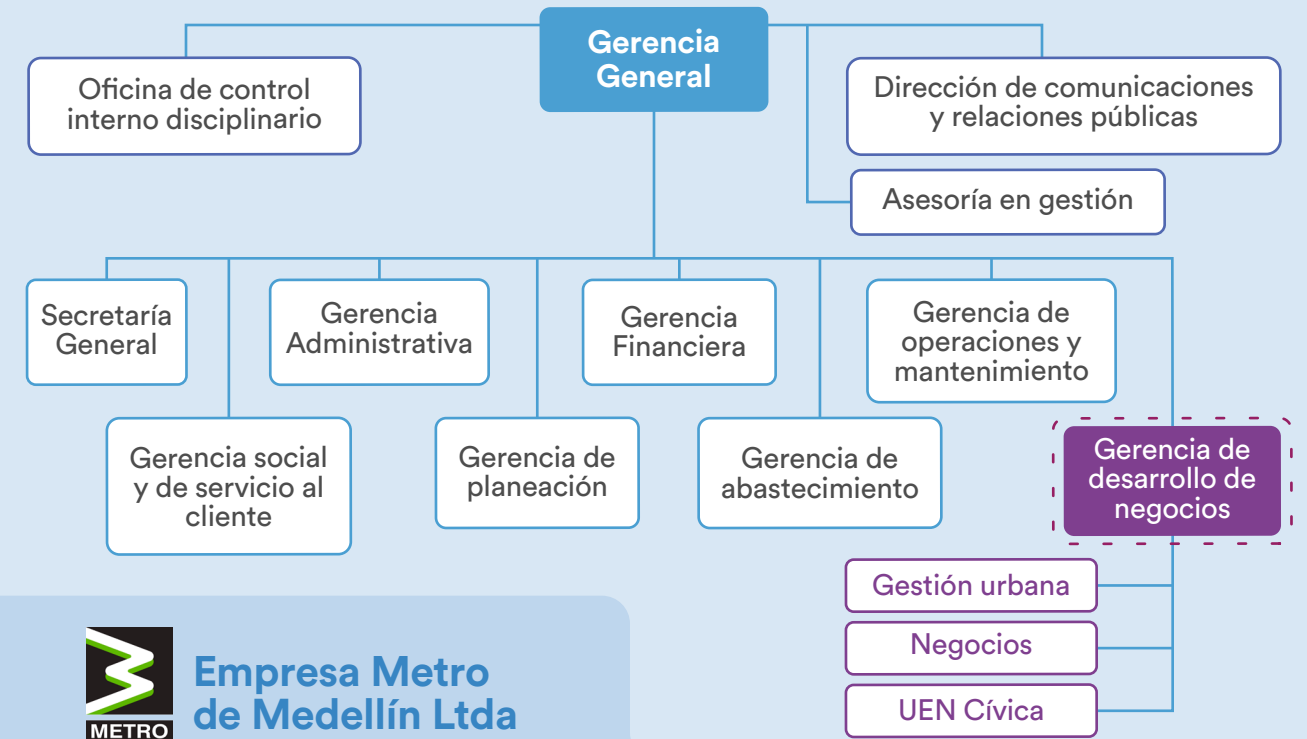 Gerencia
General
Oficina de control
interno disciplinario
Dirección de comunicaciones
y relaciones públicas
Asesoría en gestión
Secretaría
General
Gerencia
Administrativa
Gerencia
Financiera
Gerencia de
operaciones y
mantenimiento
Gerencia social
y de servicio al
cliente
Gerencia de
planeación
Gerencia de
abastecimiento
Gerencia de
desarrollo de
negocios
Gestión urbana
Negocios
UEN Cívica
METRO
Empresa Metro
de Medellín Ltda